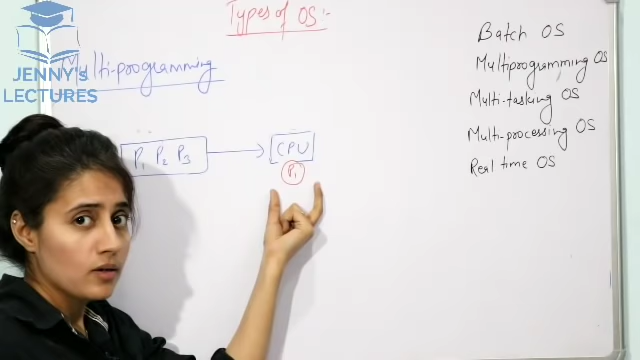 Types of OS:-
JENNY's
LECTURES
Multi-programming
P1 P2 P3
CPU
P1
Batch OS
Multiprogramming OS
Multi-tasking OS
Multi-processing OS
Real time OS